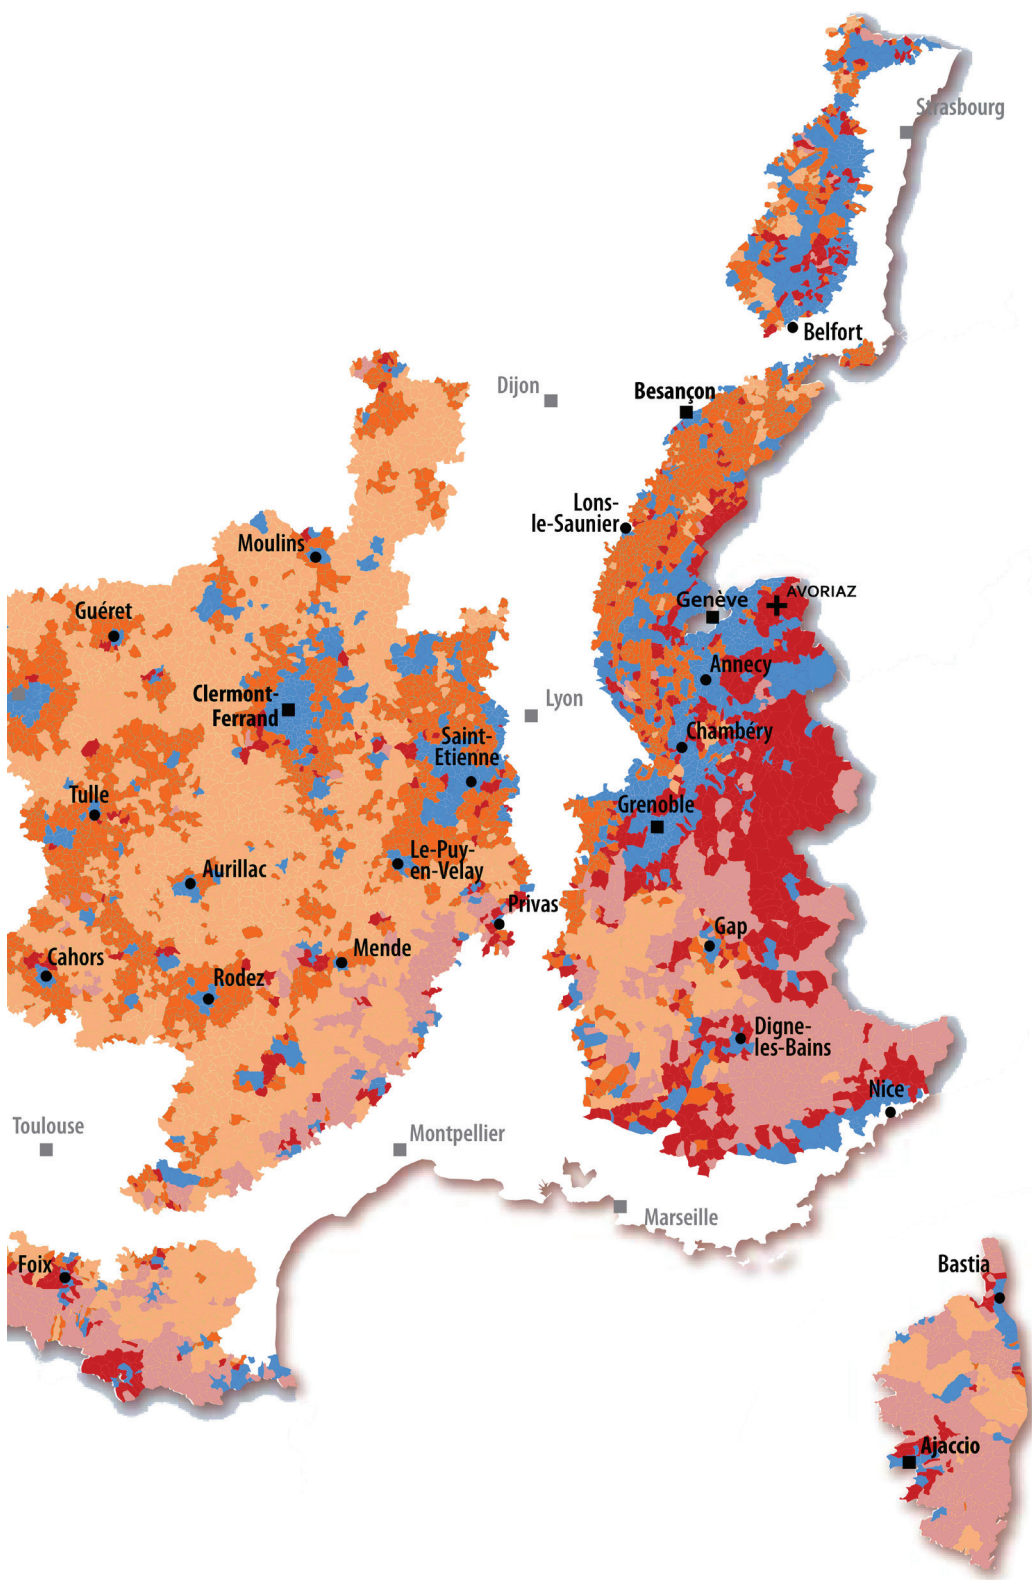 Strasbourg
Belfort
Dijon
Besançon
Lons-
le-Saunier
Moulins
AVORIAZ
Genève
Guéret
Annecy
Clermont-
Ferrand
Lyon
Chambéry
Saint-
Etienne
Tulle
Grenoble
Le-Puy-
en-Velay
Aurillac
Privas
Gap
Mende
Cahors
Rodez
Digne-
les-Bains
Nice
Toulouse
Montpellier
Marseille
Foix
Bastia
Ajaccio